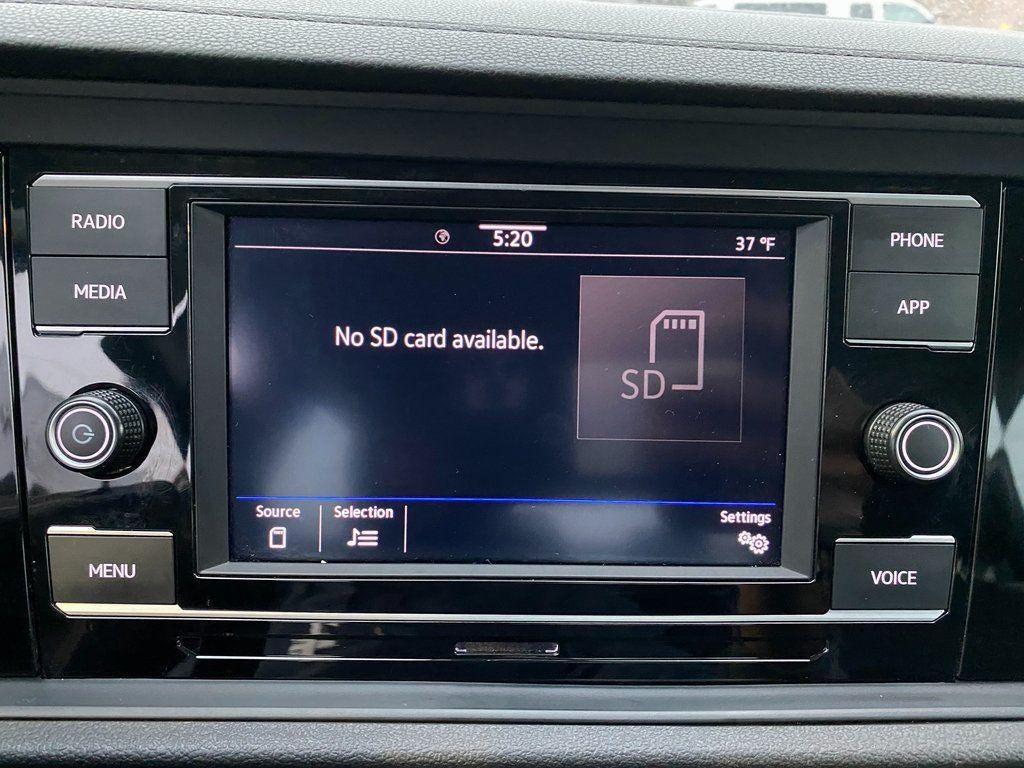 RADIO
MEDIA
MENU
5:20
37 °F
No SD card available.
SD
Source
Selection
Settings
PHONE
APP
VOICE